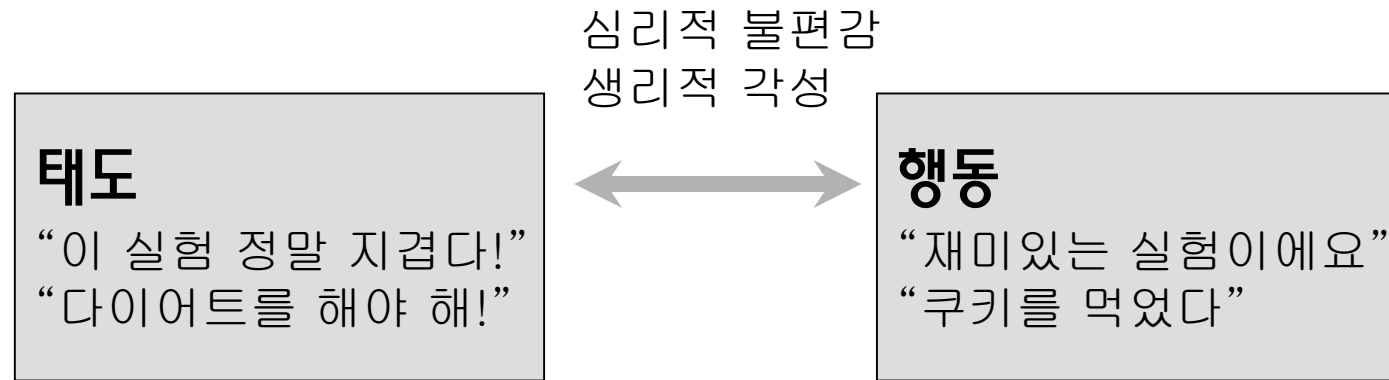 심리적 불편감
생리적 각성
태도
“이 실험 정말 지겹다!”
“다이어트를 해야 해!”
행동
“재미있는 실험이에요”
“쿠키를 먹었다”